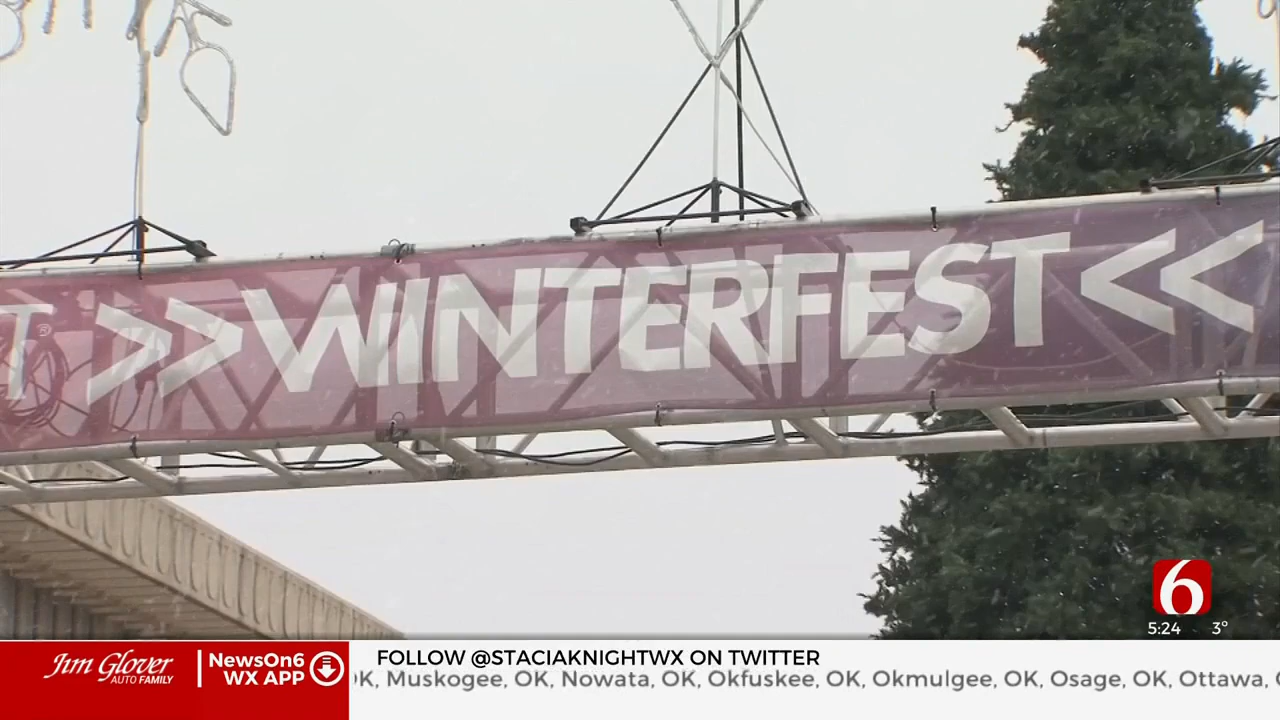 T® >> WINTERFEST <<
6
5:24 3°
Jim Glover
AUTO FAMILY
NewsOn6
WX APP
FOLLOW @STACIAKNIGHTWX ON TWITTER
OK, Muskogee, OK, Nowata, OK, Okfuskee, OK, Okmulgee, OK, Osage, OK, Ottawa,